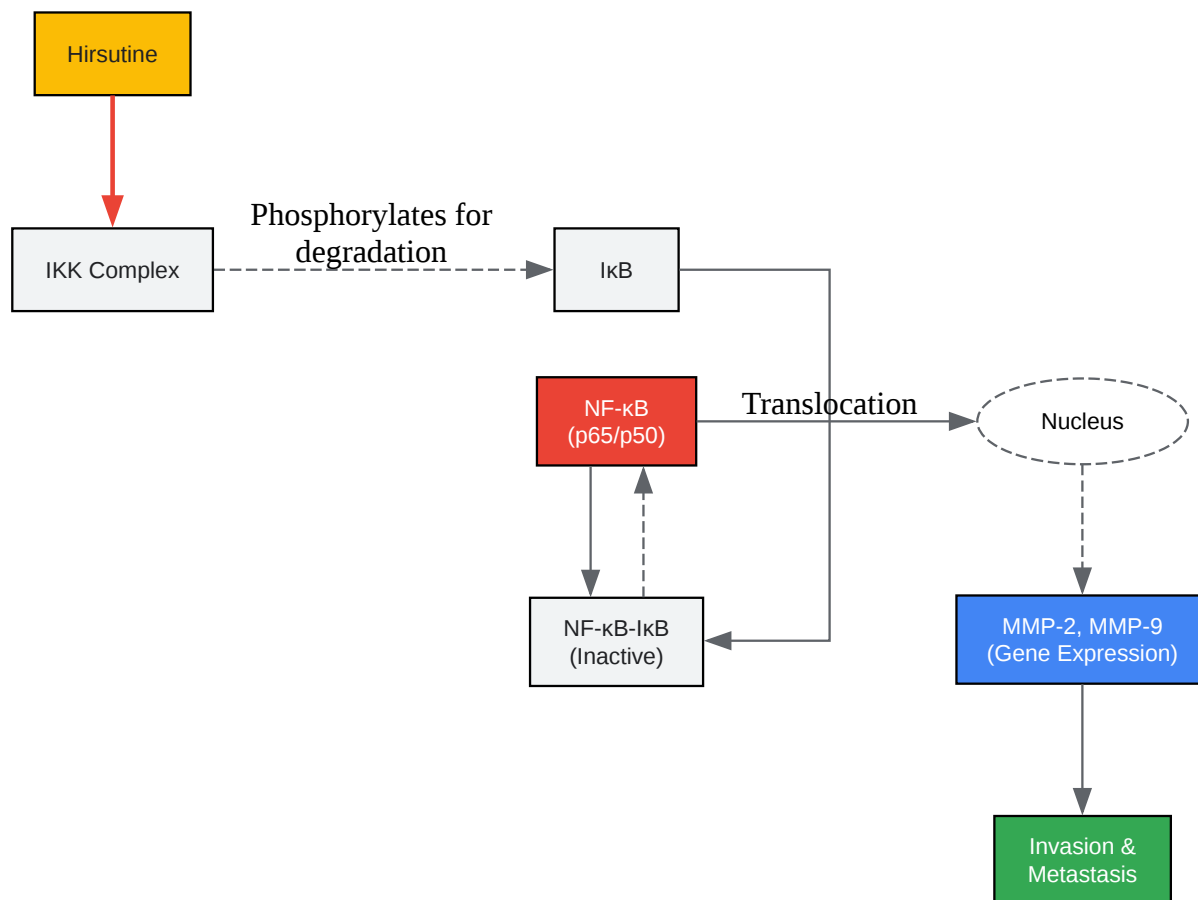 Hirsutine
Phosphorylates for
degradation
IKK Complex
IκB
NF-κB
(p65/p50)
Translocation
Nucleus
NF-κB-IκB
(Inactive)
MMP-2, MMP-9
(Gene Expression)
Invasion &
Metastasis